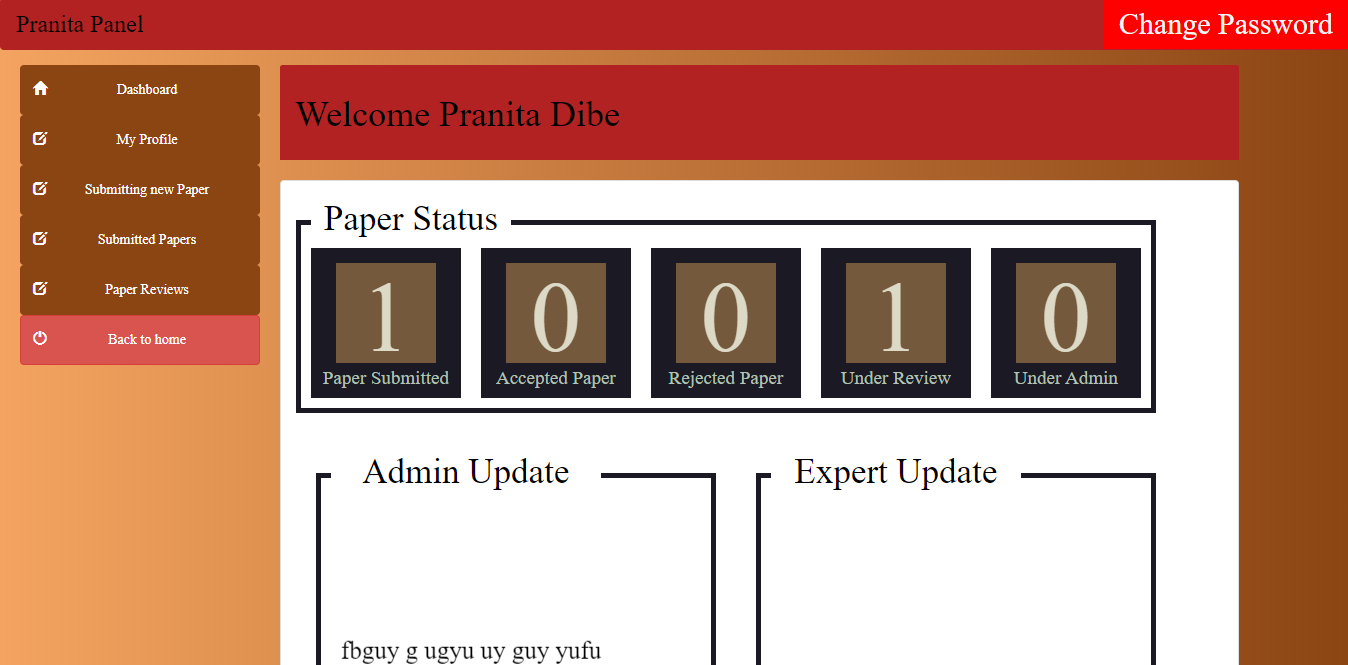 Pranita Panel
Change Password
Dashboard
My Profile
Submitting new Paper
Submitted Papers
Paper Reviews
Back to home
Welcome Pranita Dibe
Paper Status
1
Paper Submitted
0
Accepted Paper
0
Rejected Paper
1
Under Review
0
Under Admin
Admin Update
fbguy g ugyu uy guy yufu
Expert Update